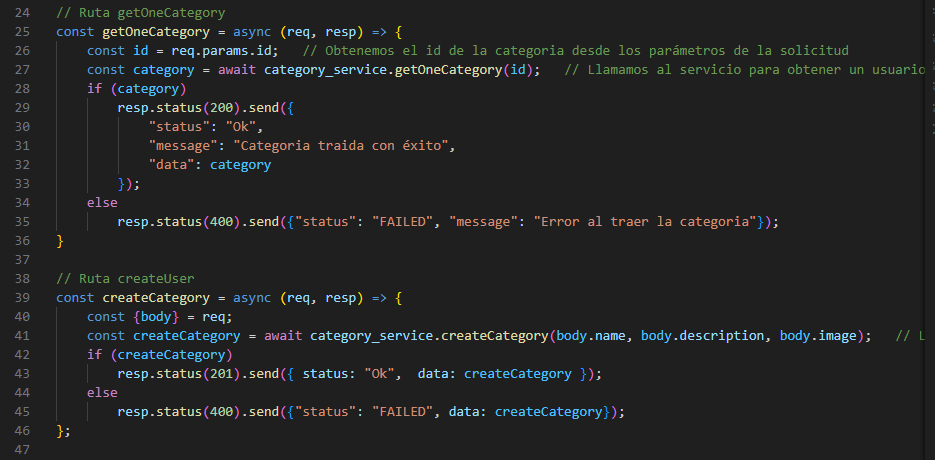 24 // Ruta getOneCategory
25 const getOneCategory = async (req, resp) => {
26 const id = req.params.id; // Obtenemos el id de la categoria desde los parámetros de la solicitud
27 const category = await category_service.getOneCategory(id); // Llamamos al servicio para obtener un usuario
28 if (category)
29 resp.status(200).send({
30 "status": "Ok",
31 "message": "Categoria traida con éxito",
32 "data": category
33 });
34 else
35 resp.status(400).send({"status": "FAILED", "message": "Error al traer la categoria"});
36 }
37
38 // Ruta createUser
39 const createCategory = async (req, resp) => {
40 const {body} = req;
41 const createCategory = await category_service.createCategory(body.name, body.description, body.image); // L
42 if (createCategory)
43 resp.status(201).send({ status: "Ok", data: createCategory });
44 else
45 resp.status(400).send({"status": "FAILED", data: createCategory});
46 };
47